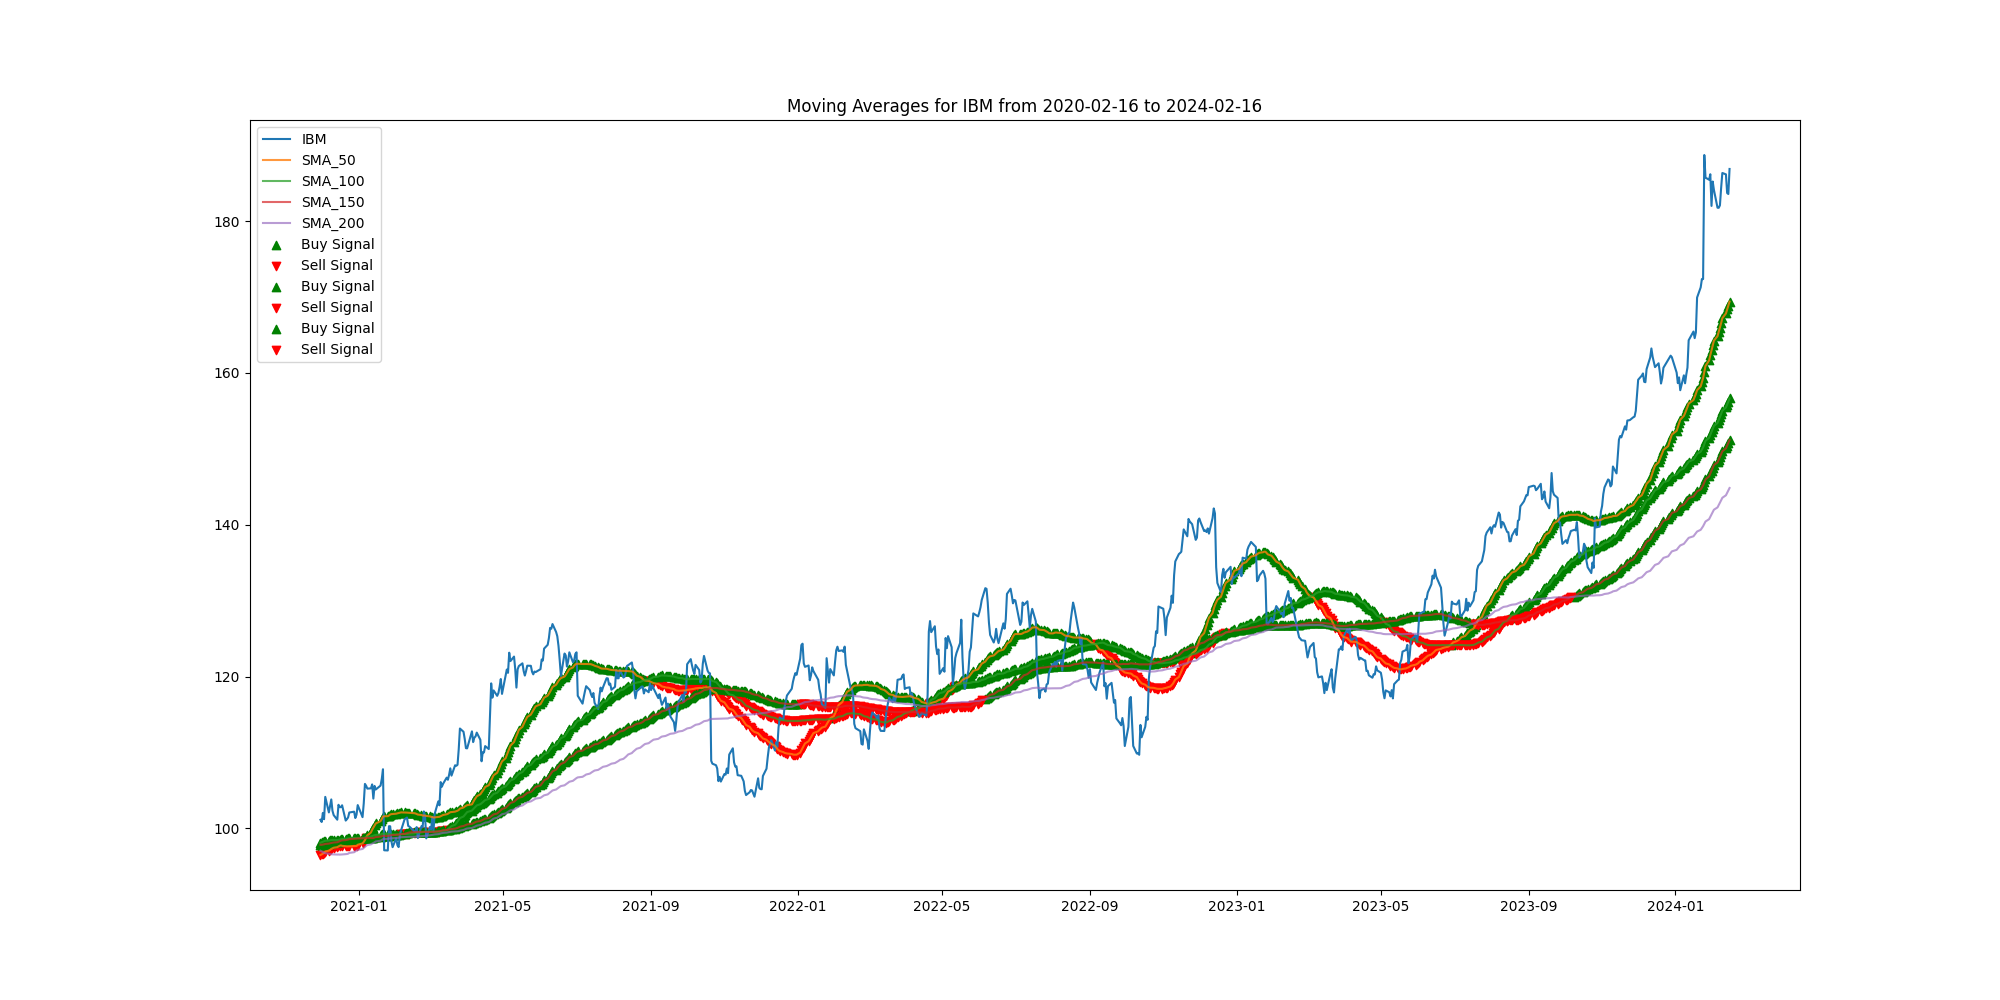 Moving Averages for IBM from 2020-02-16 to 2024-02-16
IBM
SMA_50
SMA_100
SMA_150
SMA_200
Buy Signal
Sell Signal
Buy Signal
Sell Signal
Buy Signal
Sell Signal
180
160
140
120
100
2021-01 2021-05 2021-09 2022-01 2022-05 2022-09 2023-01 2023-05 2023-09 2024-01